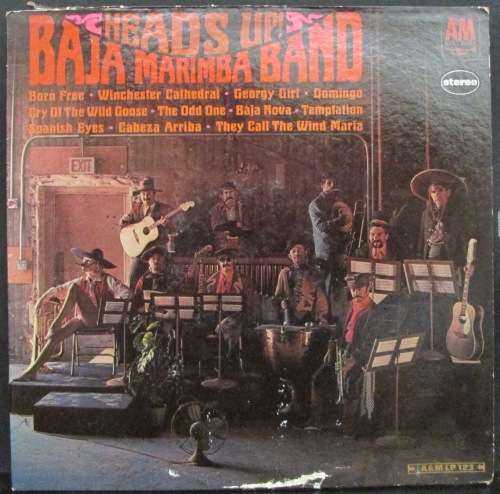 HEADS UP!
BAJA MARIMBA BAND
A&M
stereo
Born Free • Winchester Cathedral • Georgy Girl • Domingo
Cry Of The Wild Goose • The Odd One • Baja Nova • Temptation
Spanish Eyes • Cabeza Arriba • They Call The Wind Maria
EXIT
A&M LP 123